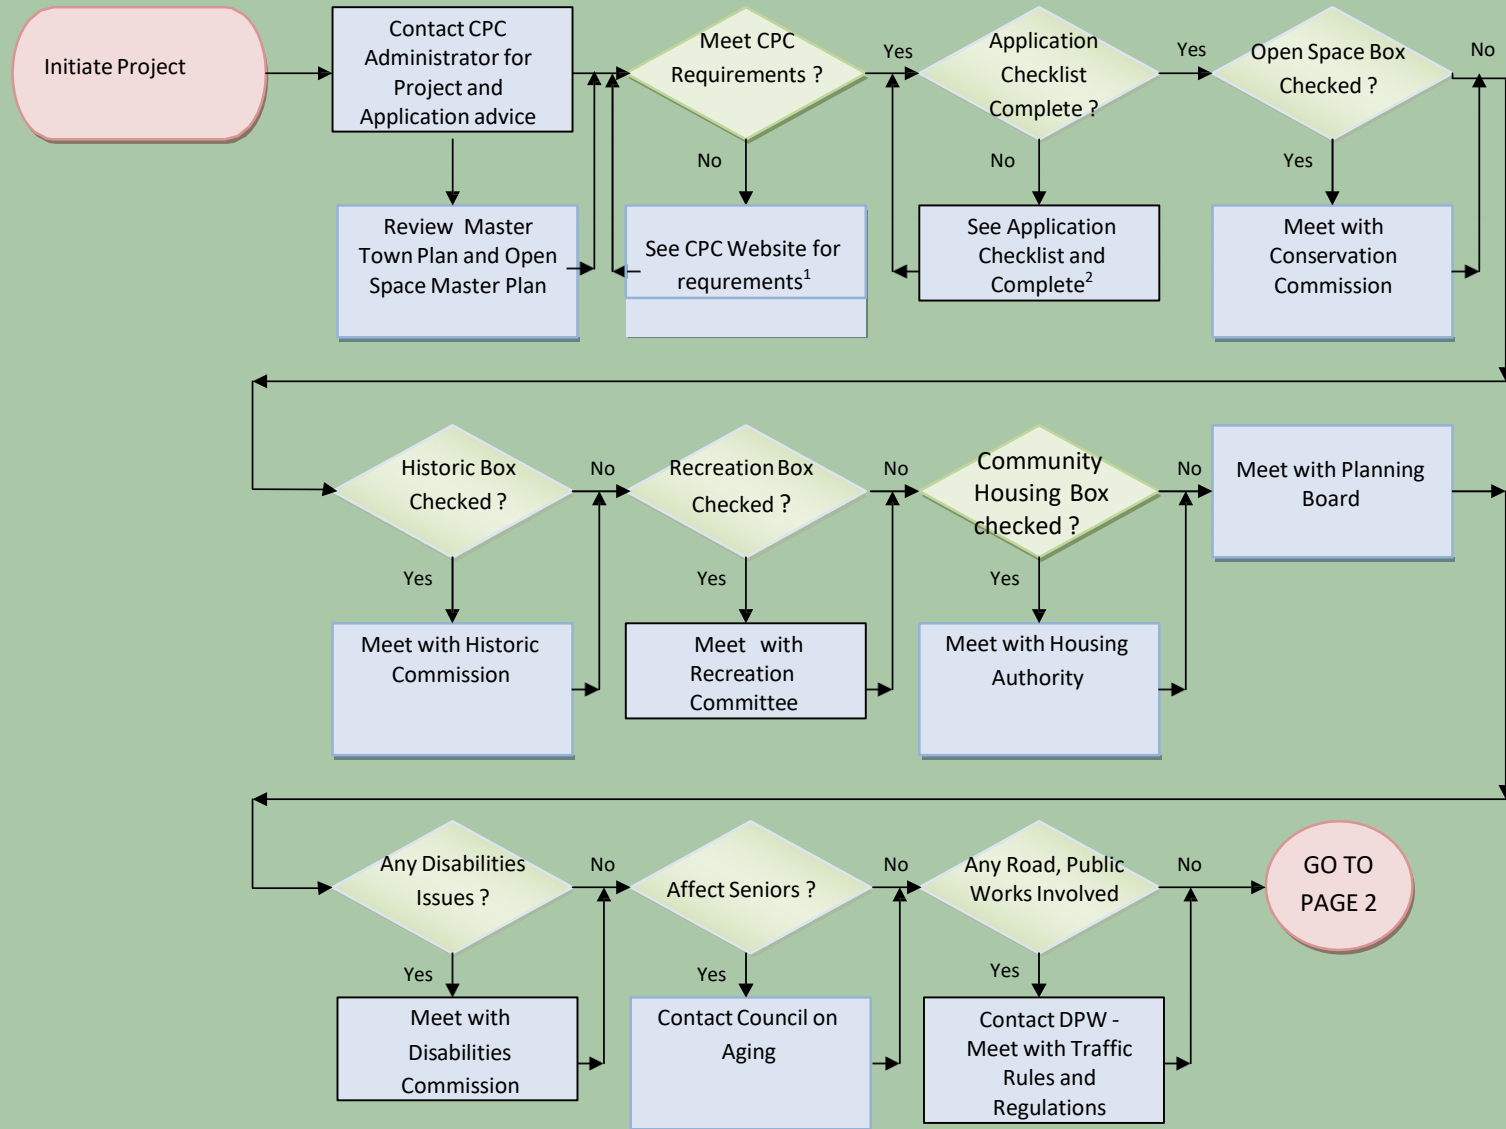 Initiate Project
Contact CPC
Administrator for
Project and
Application advice
Meet CPC
Requirements ?
Yes
Application
Checklist
Complete ?
Yes
Open Space Box
Checked ?
No
No
No
Yes
Review Master
Town Plan and Open
Space Master Plan
See CPC Website for
requrements¹
See Application
Checklist and
Complete²
Meet with
Conservation
Commission
Historic Box
Checked ?
No
Recreation Box
Checked ?
No
Community
Housing Box
checked ?
No
Meet with Planning
Board
Yes
Yes
Yes
Meet with Historic
Commission
Meet with
Recreation
Committee
Meet with Housing
Authority
Any Disabilities
Issues ?
No
Affect Seniors ?
No
Any Road, Public
Works Involved
No
GO TO
PAGE 2
Yes
Yes
Yes
Meet with
Disabilities
Commission
Contact Council on
Aging
Contact DPW -
Meet with Traffic
Rules and
Regulations